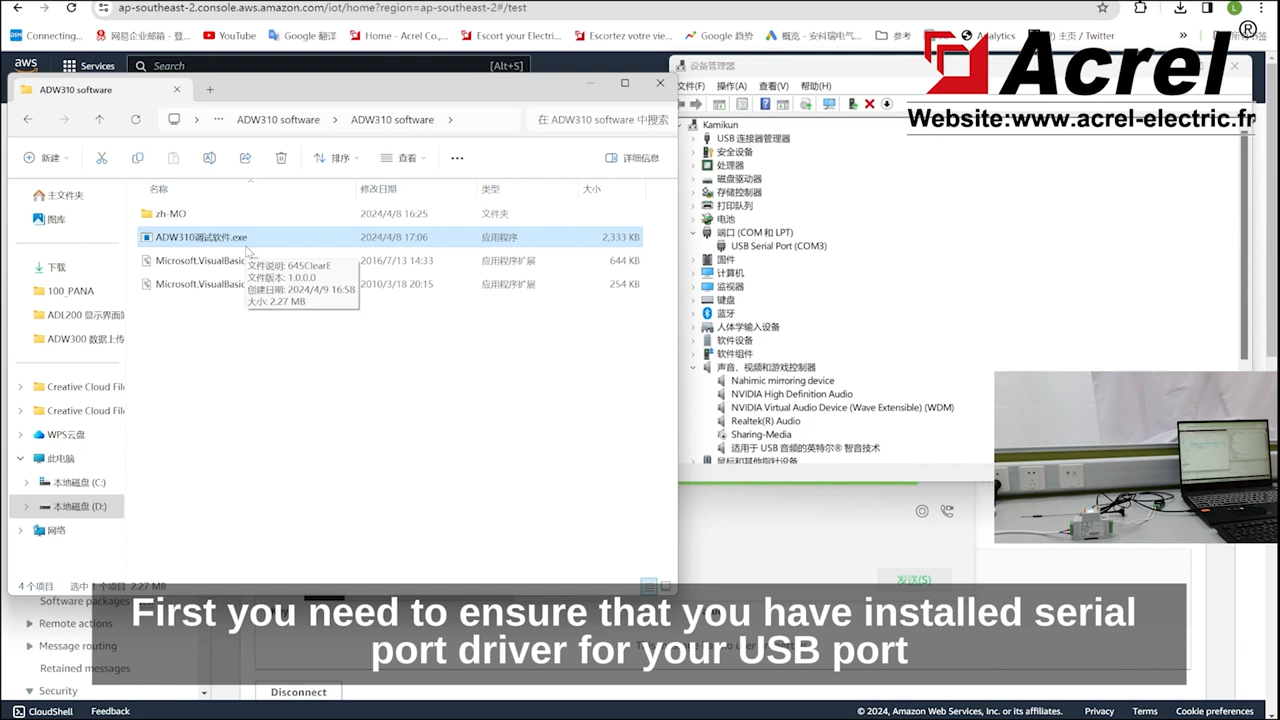 ap-southeast-2.console.aws.amazon.com/iot/home?region=ap-southeast-2#/test
Connecting...
网易企业邮箱 - 登...
YouTube
Google 翻译
Home - Acrel Co.,...
Escort your Electri...
Escortez votre vie...
Google 趋势
概览 – 安科瑞电气...
参考
Analytics
主页 / Twitter
aws
Services
Search
[Alt+S]
Acrel®
Website:www.acrel-electric.fr
ADW310 software
ADW310 software
ADW310 software
在 ADW310 software 中搜索
新建
排序
查看
详细信息
名称
修改日期
类型
大小
zh-MO
2024/4/8 16:25
文件夹
ADW310调试软件.exe
2024/4/8 17:06
应用程序
2,333 KB
Microsoft.VisualBasic
2016/7/13 14:33
应用程序扩展
644 KB
Microsoft.VisualBasic
2010/3/18 20:15
应用程序扩展
254 KB
文件说明: 645ClearE
文件版本: 1.0.0.0
创建日期: 2024/4/9 16:58
大小: 2.27 MB
主文件夹
图库
下载
100_PANA
ADL200 显示界面
ADW300 数据上传
Creative Cloud File
Creative Cloud File
WPS云盘
此电脑
本地磁盘 (C:)
本地磁盘 (D:)
网络
4 个项目
选中 1 个项目 2.27 MB
设备管理器
文件(F)
操作(A)
查看(V)
帮助(H)
Kamikun
USB 连接器管理器
安全设备
处理器
磁盘驱动器
存储控制器
打印队列
电池
端口 (COM 和 LPT)
USB Serial Port (COM3)
固件
计算机
监视器
键盘
蓝牙
人体学输入设备
软件设备
软件组件
声音、视频和游戏控制器
Nahimic mirroring device
NVIDIA High Definition Audio
NVIDIA Virtual Audio Device (Wave Extensible) (WDM)
Realtek(R) Audio
Sharing-Media
适用于 USB 音频的英特尔® 智音技术
鼠标和其他指针设备
发送(S)
Software packages
Remote actions
Message routing
Retained messages
Security
First you need to ensure that you have installed serial
port driver for your USB port
Disconnect
CloudShell
Feedback
© 2024, Amazon Web Services, Inc. or its affiliates.
Privacy
Terms
Cookie preferences